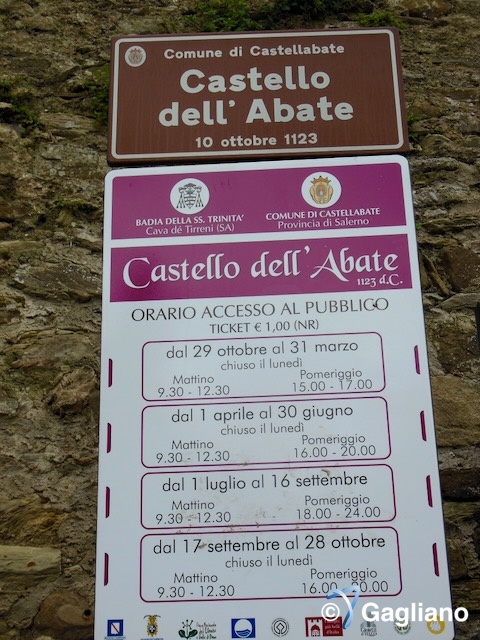 Comune di Castellabate
Castello
dell' Abate
10 ottobre 1123
BADIA DELLA SS. TRINITA'
Cava dé Tirreni (SA)
COMUNE DI CASTELLABATE
Provincia di Salerno
Castello dell'Abate
1123 d.C.
ORARIO ACCESSO AL PUBBLICO
TICKET € 1,00 (NR)
dal 29 ottobre al 31 marzo
chiuso il lunedì
Mattino Pomeriggio
9.30 - 12.30 15.00 - 17.00
dal 1 aprile al 30 giugno
chiuso il lunedì
Mattino Pomeriggio
9.30 - 12.30 16.00 - 20.00
dal 1 luglio al 16 settembre
Mattino Pomeriggio
9.30 - 12.30 18.00 - 24.00
dal 17 settembre al 28 ottobre
chiuso il lunedì
Mattino Pomeriggio
9.30 - 12.30 16.00 - 20.00
© Gagliano